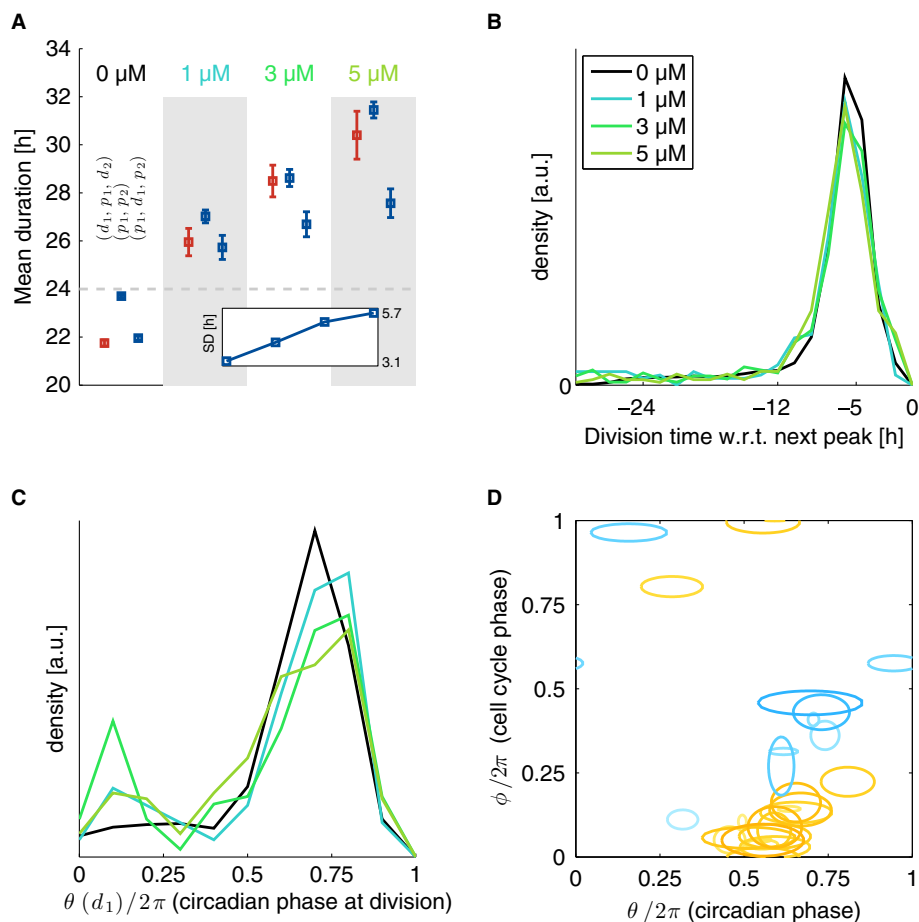 A
34
32
30
28
26
24
22
20
Mean duration [h]
0 µM
1 µM
3 µM
5 µM
(d1, p1, d2)
(p1, p2)
(p1, d1, p2)
SD [h]
5.7
3.1
B
0 µM
1 µM
3 µM
5 µM
density [a.u.]
0
−24
−12
−5
0
Division time w.r.t. next peak [h]
C
density [a.u.]
0
0.25
0.5
0.75
1
θ (d1)/2π (circadian phase at division)
D
1
0.75
0.5
0.25
0
ϕ/2π (cell cycle phase)
0
0.25
0.5
0.75
1
θ/2π (circadian phase)